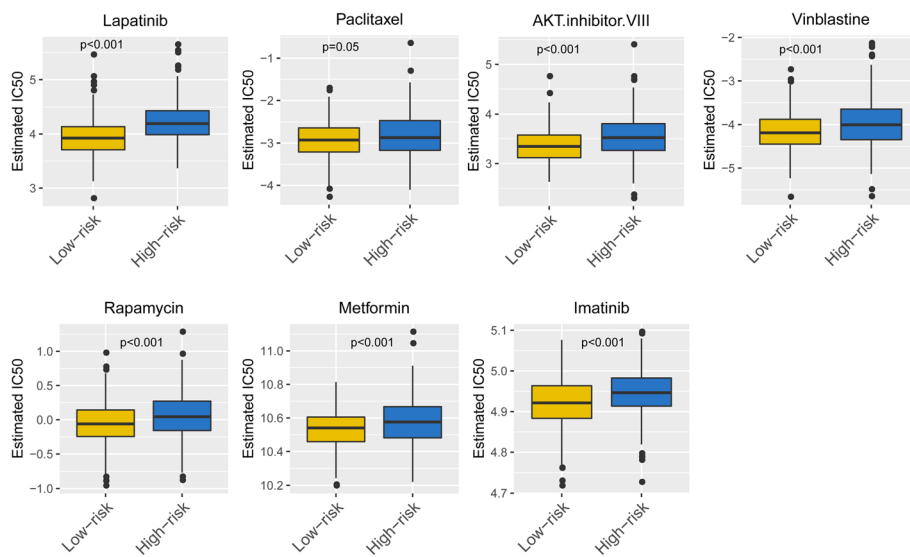 Lapatinib
Paclitaxel
AKT.inhibitor.VIII
Vinblastine
Estimated IC50
p<0.001
5
4
3
Low−risk
High−risk
Estimated IC50
p=0.05
−1
−2
−3
−4
Low−risk
High−risk
Estimated IC50
p<0.001
5
4
3
Low−risk
High−risk
Estimated IC50
p<0.001
−2
−3
−4
−5
Low−risk
High−risk
Rapamycin
Metformin
Imatinib
Estimated IC50
p<0.001
1.0
0.5
0.0
−0.5
−1.0
Low−risk
High−risk
Estimated IC50
p<0.001
11.0
10.8
10.6
10.4
10.2
Low−risk
High−risk
Estimated IC50
p<0.001
5.1
5.0
4.9
4.8
4.7
Low−risk
High−risk